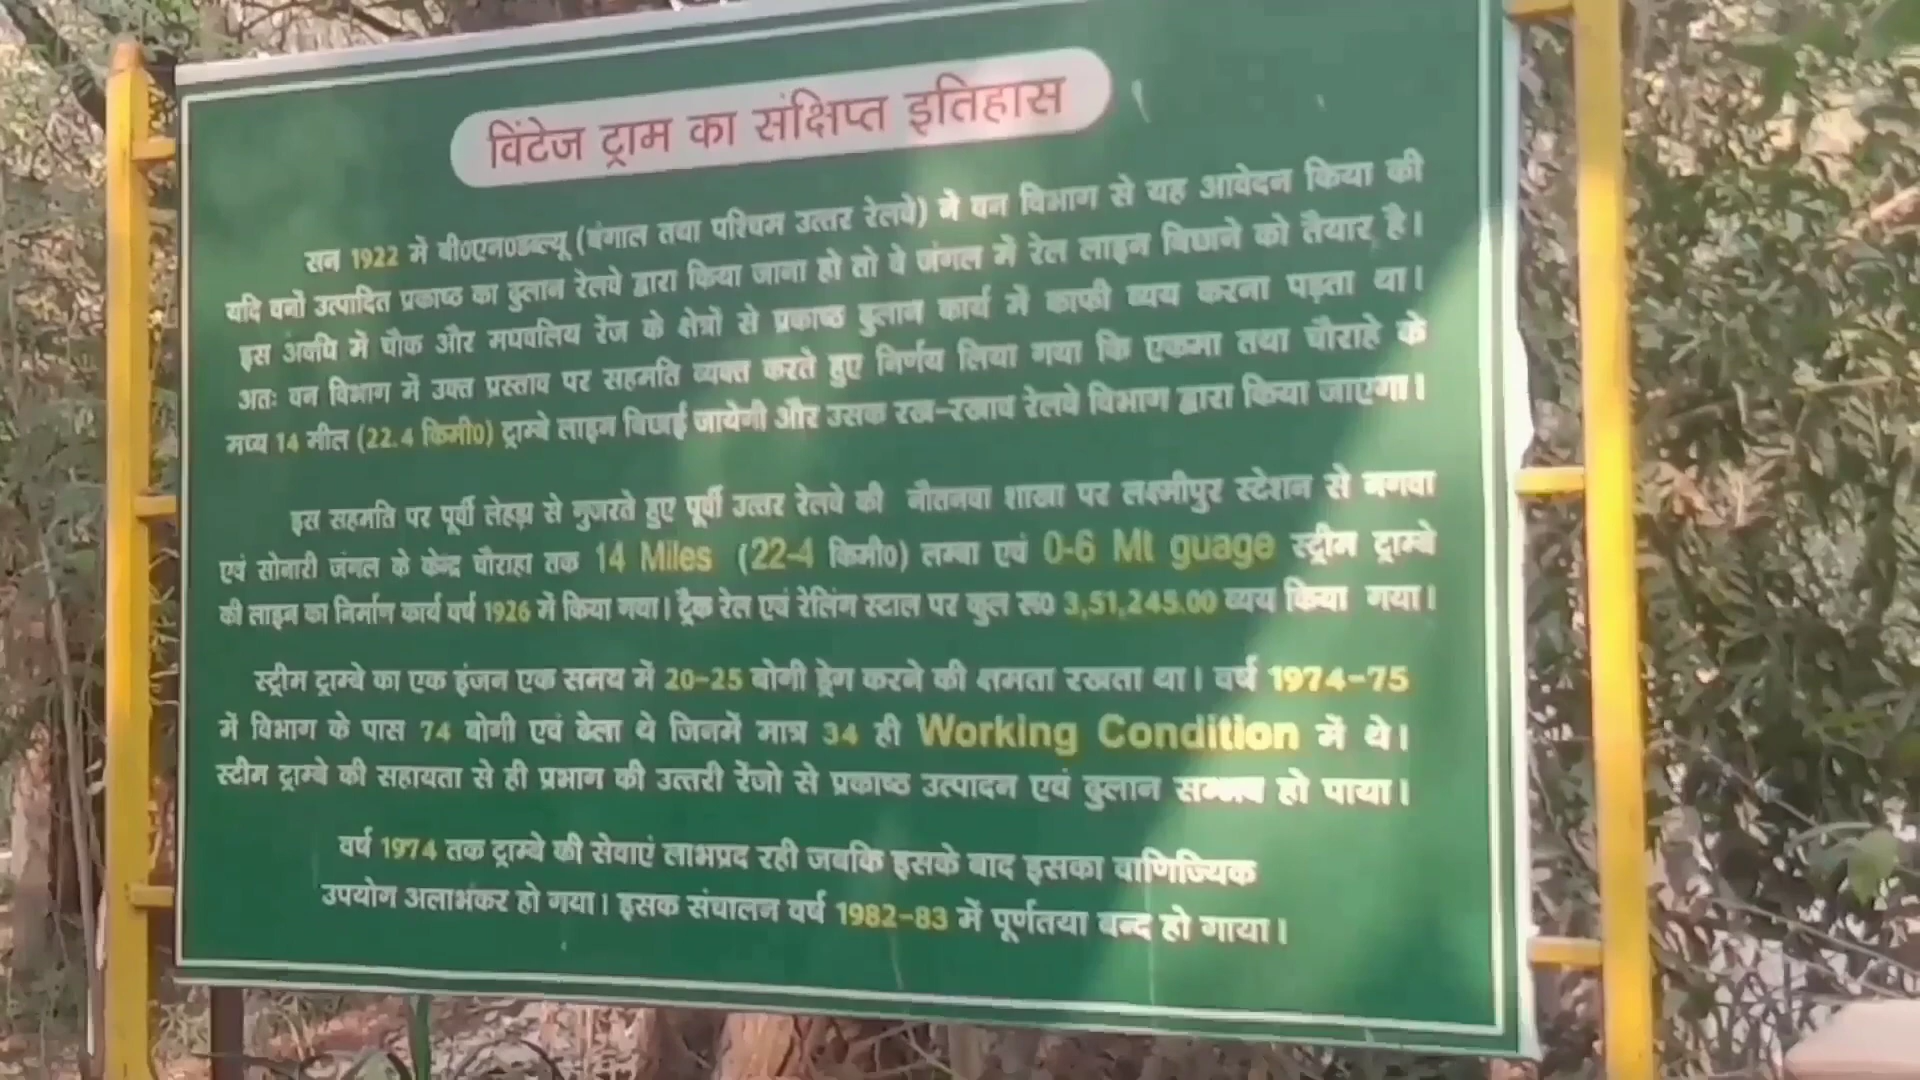 विंटेज ट्राम का संक्षिप्त इतिहास
सन 1922 में बी0एन0डब्ल्यू (बंगाल तथा पश्चिम उत्तर रेलवे) ने वन विभाग से यह आवेदन किया की
यदि वनों उत्पादित प्रकाष्ठ का ढुलान रेलवे द्वारा किया जाना हो तो वे जंगल में रेल लाइन बिछाने को तैयार है।
इस अवधि में चौक और मधवलिय रेंज के क्षेत्रों से प्रकाष्ठ ढुलान कार्य में काफी व्यय करना पड़ता था।
अतः वन विभाग में उक्त प्रस्ताव पर सहमति व्यक्त करते हुए निर्णय लिया गया कि एकमा तथा चौराहे के
मध्य 14 मील (22.4 किमी0) ट्राम्बे लाइन बिछाई जायेगी और उसक रख-रखाव रेलवे विभाग द्वारा किया जाएगा।
इस सहमति पर पूर्वी लेहड़ा से गुजरते हुए पूर्वी उत्तर रेलवे की नौतनवा शाखा पर लक्ष्मीपुर स्टेशन से
एवं सोनारी जंगल के केन्द्र चौराहा तक 14 Miles (22-4 किमी0) लम्बा एवं 0-6 Mt guage स्ट्रीम ट्राम्बे
की लाइन का निर्माण कार्य वर्ष 1926 में किया गया। ट्रैक रेल एवं रेलिंग स्टाल पर कुल रू0 3,51,245.00 व्यय किया गया।
स्ट्रीम ट्राम्बे का एक इंजन एक समय में 20-25 बोगी ड्रेग करने की क्षमता रखता था। वर्ष 1974-75
में विभाग के पास 74 बोगी एवं ठेला थे जिनमें मात्र 34 ही Working Condition में थे।
स्टीम ट्राम्बे की सहायता से ही प्रभाग की उत्तरी रेंजो से प्रकाष्ठ उत्पादन एवं ढुलान सम्भव हो पाया।
वर्ष 1974 तक ट्राम्बे की सेवाएं लाभप्रद रही जबकि इसके बाद इसका वाणिज्यिक
उपयोग अलाभंकर हो गया। इसक संचालन वर्ष 1982-83 में पूर्णतया बन्द हो गाया।